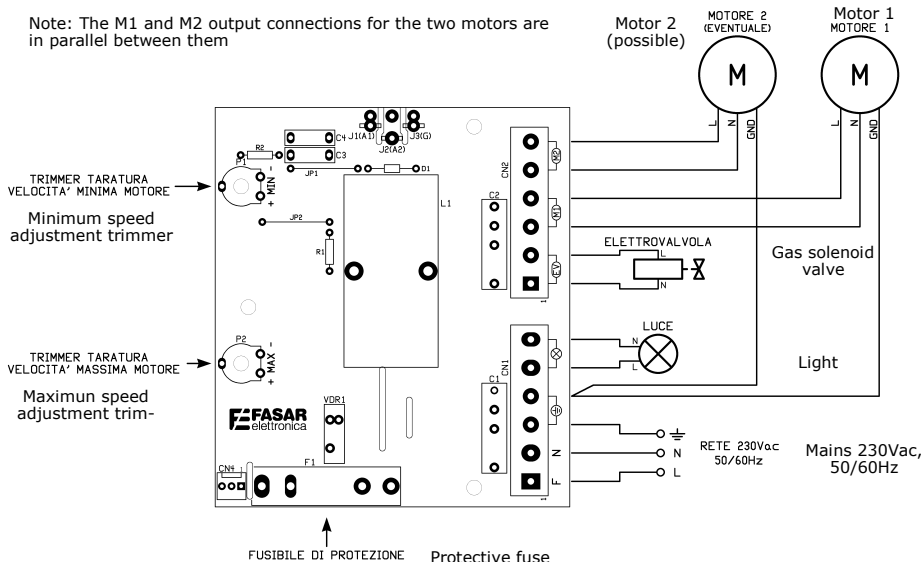 Note: The M1 and M2 output connections for the two motors are
in parallel between them
Motor 2
(possible)
MOTORE 2
(EVENTUALE)
M
L
N
GND
Motor 1
MOTORE 1
M
L
N
GND
J1(A1)
J2(A2)
J3(G)
C4
C3
R2
P1
- MIN +
JP1
D1
L1
JP2
R1
TRIMMER TARATURA
VELOCITA' MINIMA MOTORE
Minimum speed
adjustment trimmer
CN2
M2
M1
EV
C2
1
ELETTROVALVOLA
L
N
Gas solenoid
valve
P2
- MAX +
TRIMMER TARATURA
VELOCITA' MASSIMA MOTORE
Maximun speed
adjustment trim-
LUCE
N
L
Light
CN1
C1
N
F
1
FASAR
elettronica
VDR1
CN4
1
F1
N
L
RETE 230Vac
50/60Hz
Mains 230Vac,
50/60Hz
FUSIBILE DI PROTEZIONE
Protective fuse